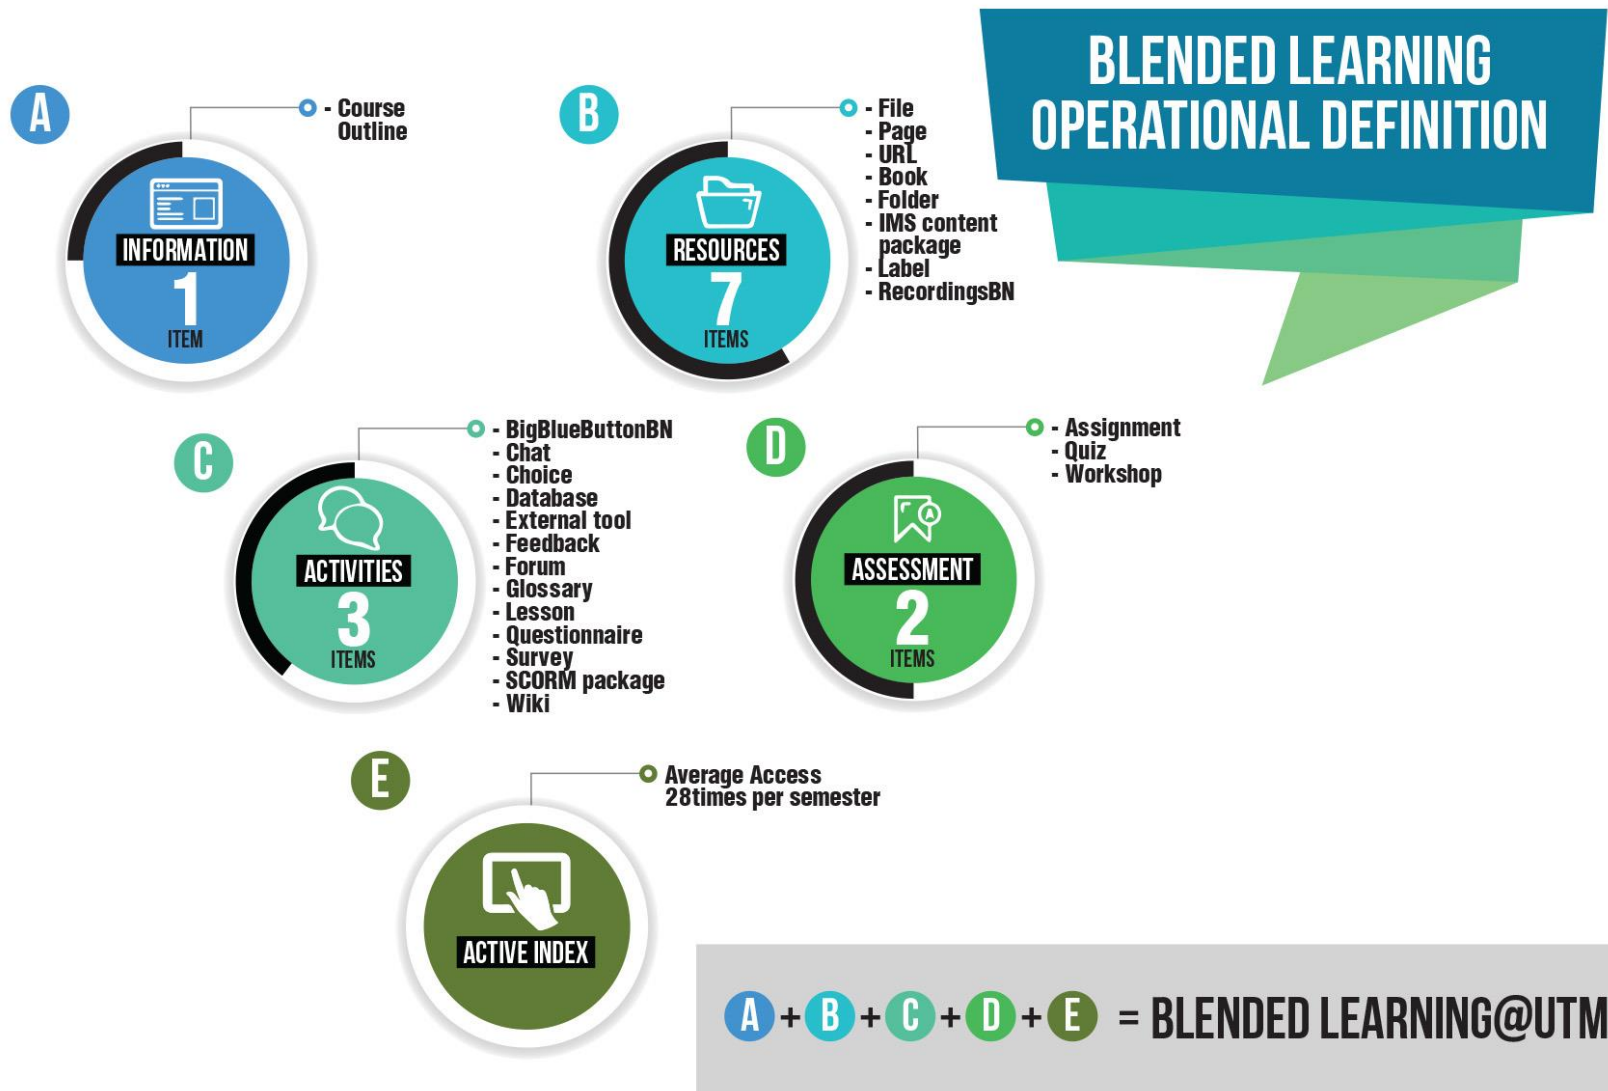 BLENDED LEARNING
OPERATIONAL DEFINITION
A
- Course
Outline
INFORMATION
1
ITEM
B
- File
- Page
- URL
- Book
- Folder
- IMS content
package
- Label
- RecordingsBN
RESOURCES
7
ITEMS
C
- BigBlueButtonBN
- Chat
- Choice
- Database
- External tool
- Feedback
- Forum
- Glossary
- Lesson
- Questionnaire
- Survey
- SCORM package
- Wiki
ACTIVITIES
3
ITEMS
D
- Assignment
- Quiz
- Workshop
A
ASSESSMENT
2
ITEMS
E
Average Access
28times per semester
ACTIVE INDEX
A + B + C + D + E = BLENDED LEARNING@UTM